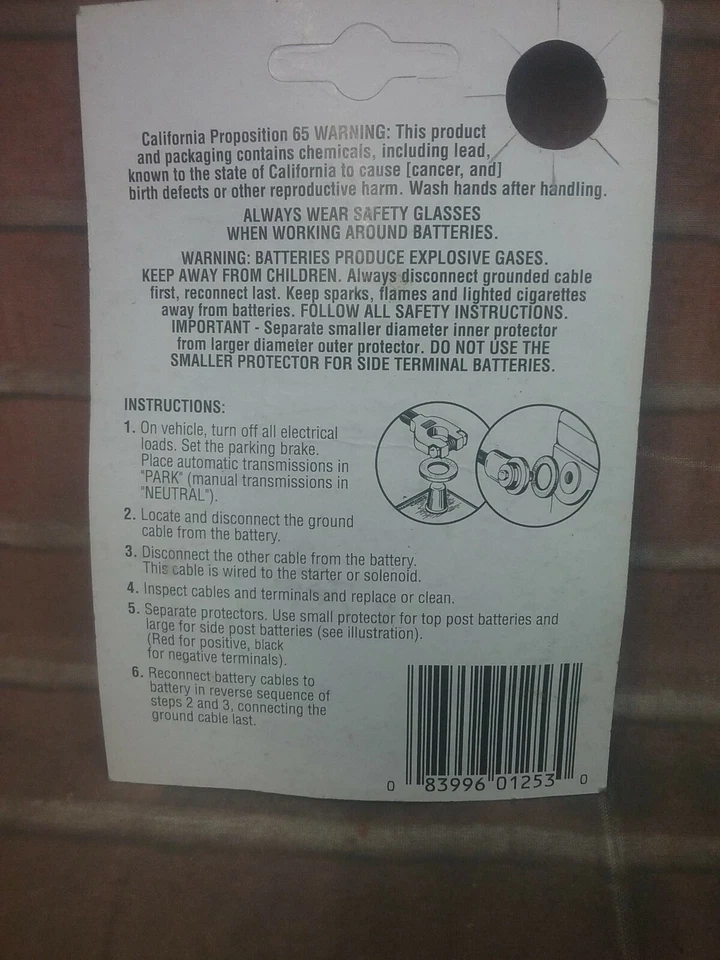 California Proposition 65 WARNING: This product
and packaging contains chemicals, including lead,
known to the state of California to cause [cancer, and]
birth defects or other reproductive harm. Wash hands after handling.
ALWAYS WEAR SAFETY GLASSES
WHEN WORKING AROUND BATTERIES.
WARNING: BATTERIES PRODUCE EXPLOSIVE GASES.
KEEP AWAY FROM CHILDREN. Always disconnect grounded cable
first, reconnect last. Keep sparks, flames and lighted cigarettes
away from batteries. FOLLOW ALL SAFETY INSTRUCTIONS.
IMPORTANT - Separate smaller diameter inner protector
from larger diameter outer protector. DO NOT USE THE
SMALLER PROTECTOR FOR SIDE TERMINAL BATTERIES.
INSTRUCTIONS:
1. On vehicle, turn off all electrical
loads. Set the parking brake.
Place automatic transmissions in
"PARK" (manual transmissions in
"NEUTRAL").
2. Locate and disconnect the ground
cable from the battery.
3. Disconnect the other cable from the battery.
This cable is wired to the starter or solenoid.
4. Inspect cables and terminals and replace or clean.
5. Separate protectors. Use small protector for top post batteries and
large for side post batteries (see illustration).
(Red for positive, black
for negative terminals).
6. Reconnect battery cables to
battery in reverse sequence of
steps 2 and 3, connecting the
ground cable last.
0 83996 01253 0